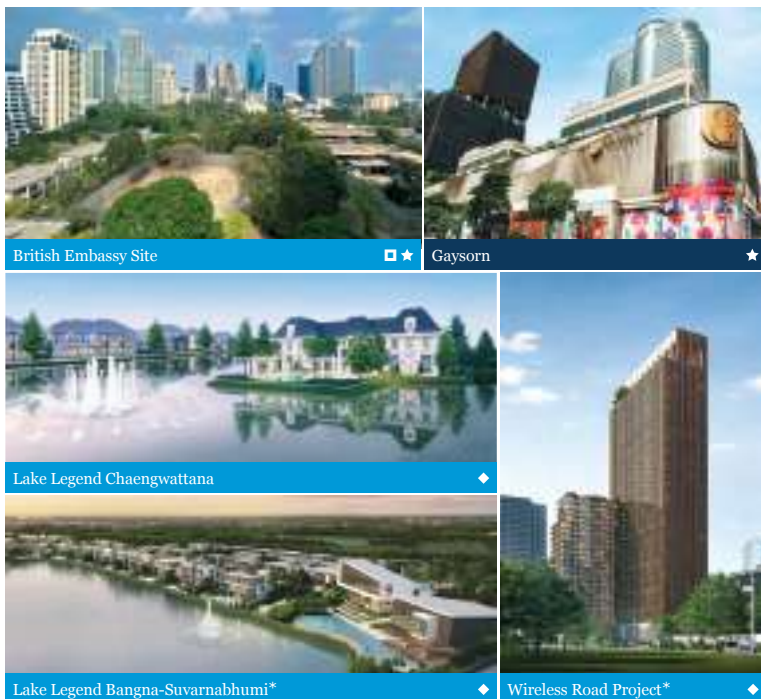 British Embassy Site
Gaysorn
Lake Legend Chaengwattana
Lake Legend Bangna-Suvarnabhumi*
Wireless Road Project*